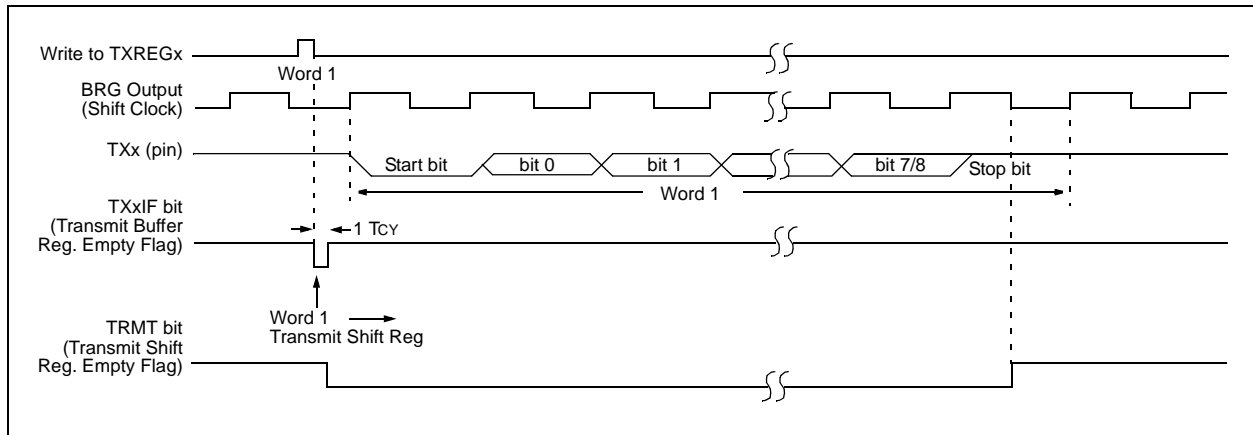 Write to TXREGx
Word 1
BRG Output
(Shift Clock)
TXx (pin)
Start bit
bit 0
bit 1
bit 7/8
Stop bit
Word 1
TXxIF bit
(Transmit Buffer
Reg. Empty Flag)
1 TCY
Word 1
Transmit Shift Reg
TRMT bit
(Transmit Shift
Reg. Empty Flag)